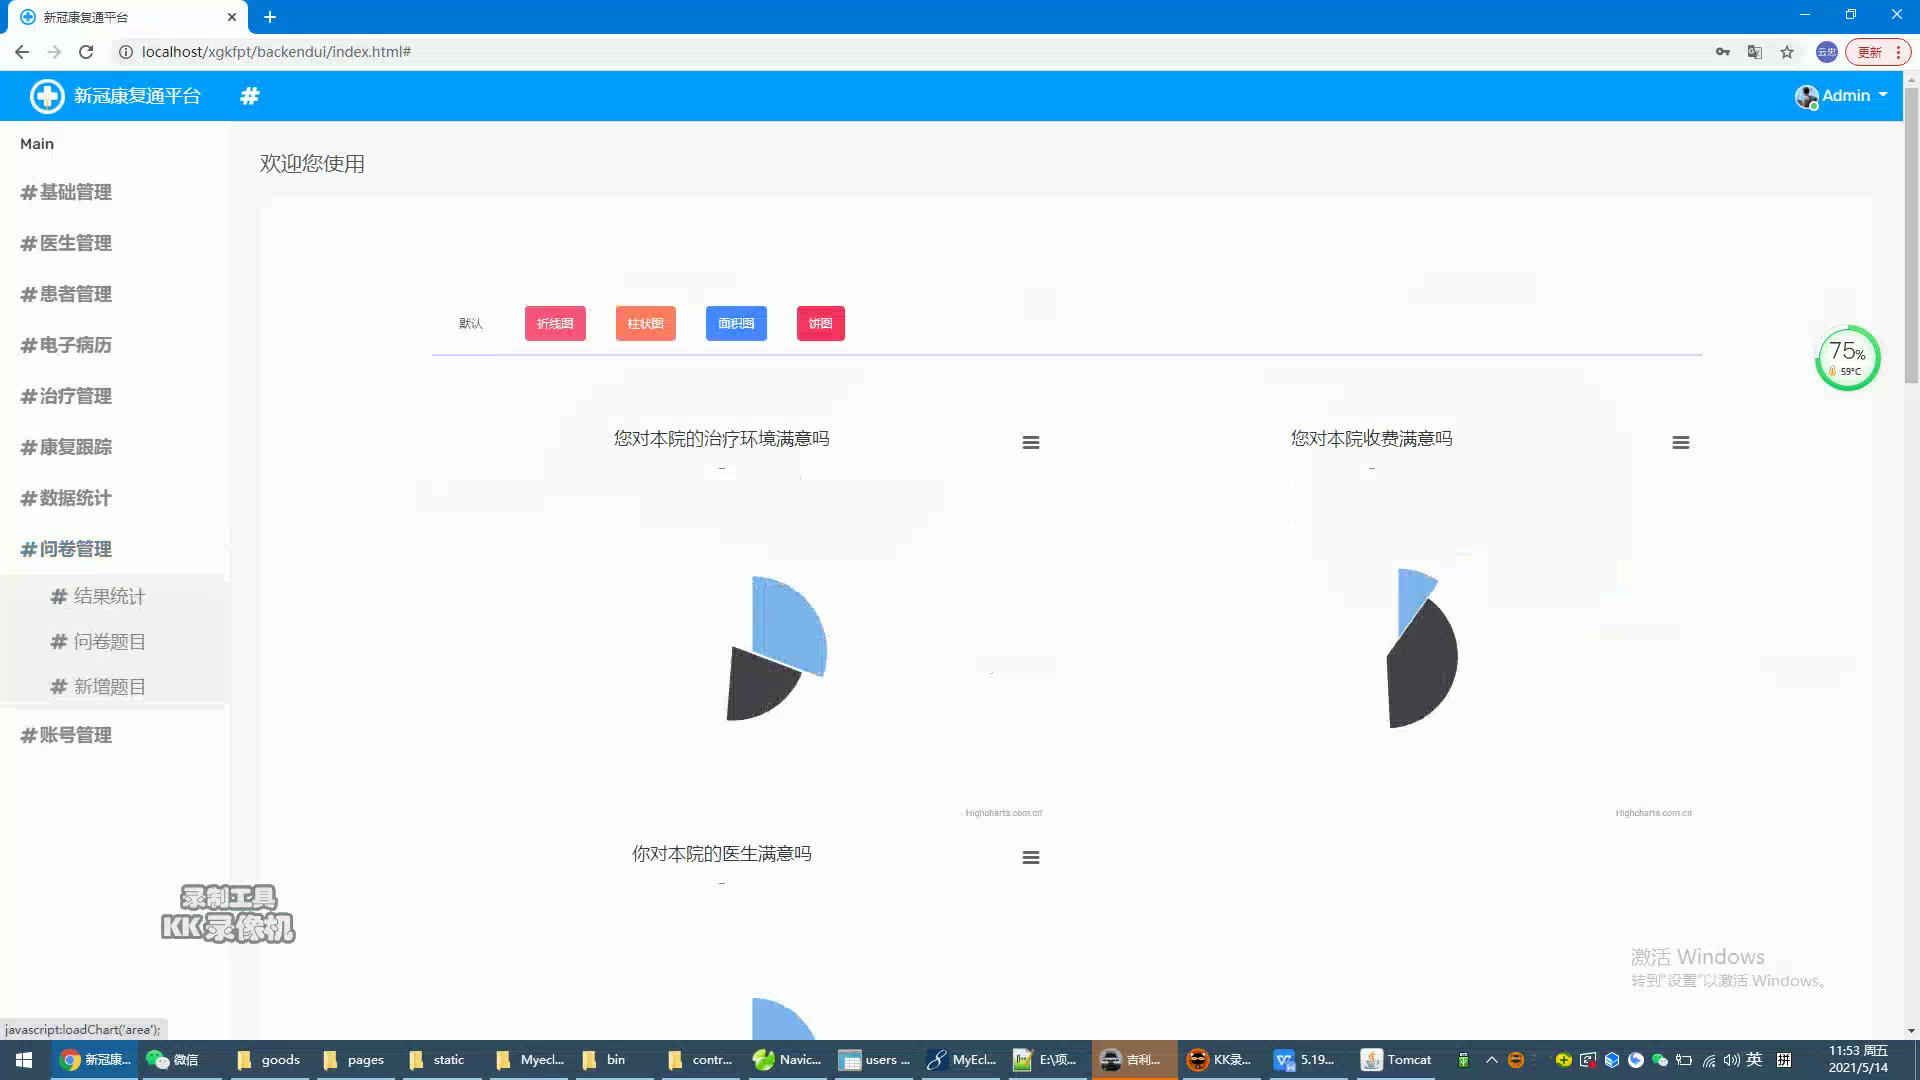 新冠康复通平台
localhost/xgkfpt/backendui/index.html#
云忠
更新
新冠康复通平台
#
Admin
Main
欢迎您使用
#基础管理
#医生管理
#患者管理
#电子病历
#治疗管理
#康复跟踪
#数据统计
#问卷管理
# 结果统计
# 问卷题目
# 新增题目
#账号管理
默认
折线图
柱状图
面积图
饼图
75%
59°C
您对本院的治疗环境满意吗
您对本院收费满意吗
Highcharts.com.cn
Highcharts.com.cn
你对本院的医生满意吗
录制工具
KK录像机
激活 Windows
转到“设置”以激活 Windows。
javascript:loadChart('area');
新冠康...
微信
goods
pages
static
Myecl...
bin
contr...
Navic...
users ...
MyEcl...
E:\项...
吉利...
KK录...
5.19...
Tomcat
英
拼
11:53 周五
2021/5/14